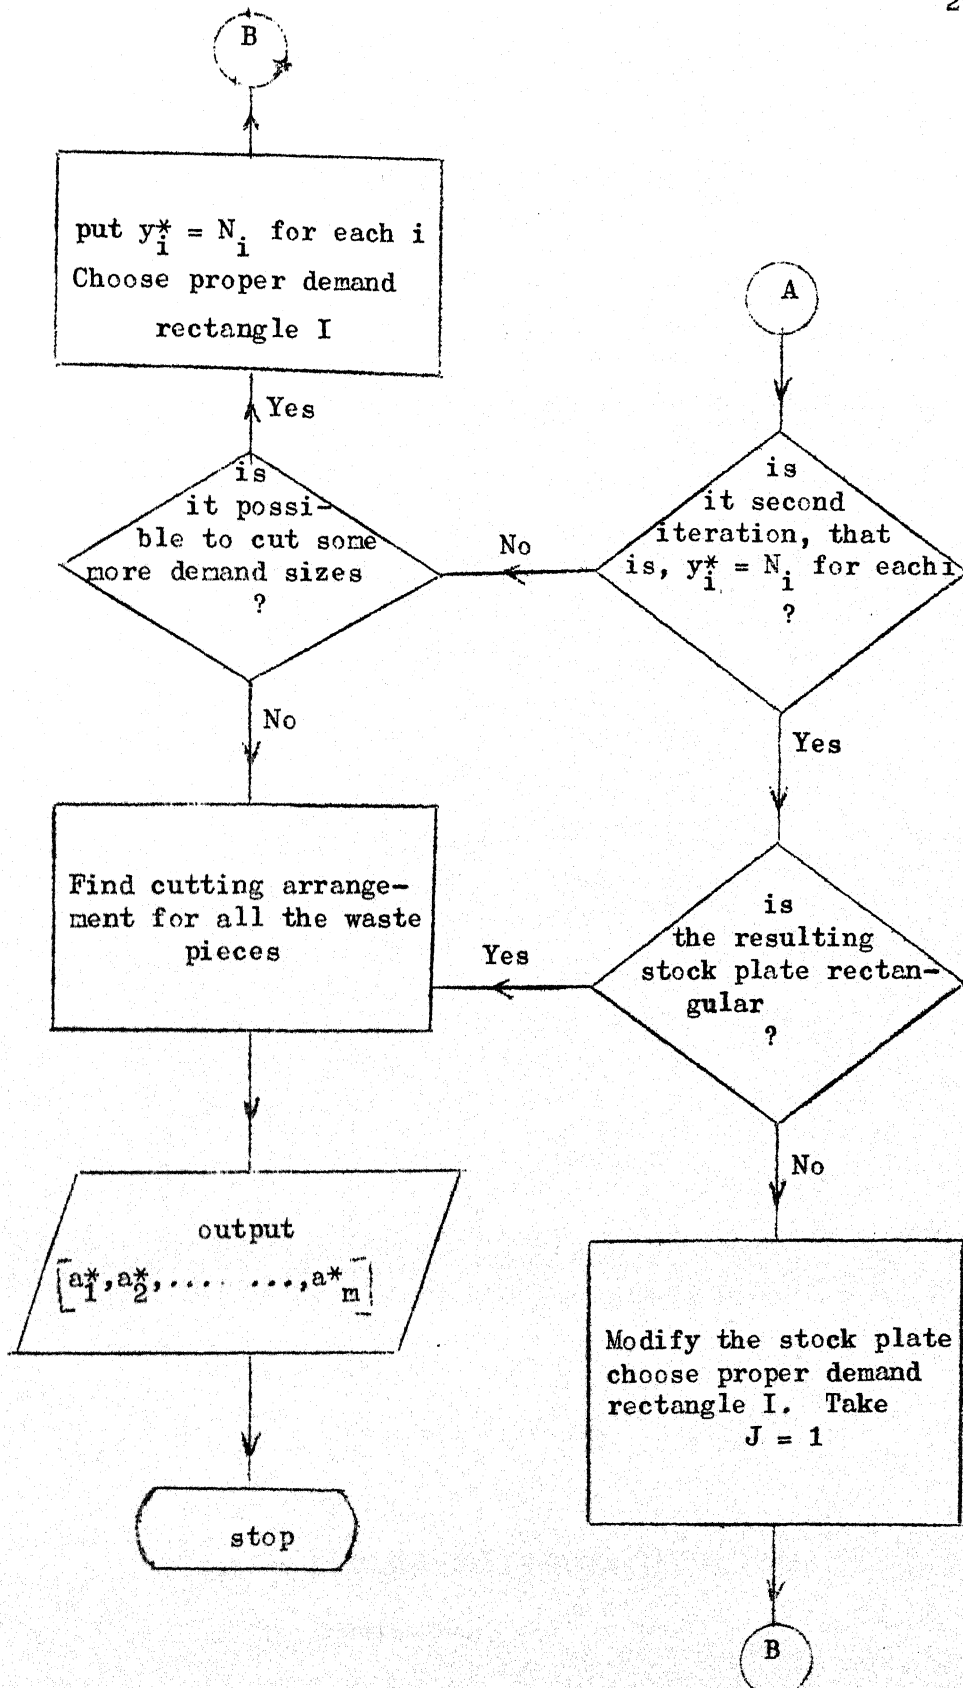 2
B
put y*i = Ni for each i
Choose proper demand
rectangle I
Yes
is
it possi-
ble to cut some
more demand sizes
?
No
A
is
it second
iteration, that
is, y*i = Ni for each i
?
No
Yes
Find cutting arrange-
ment for all the waste
pieces
Yes
is
the resulting
stock plate rectan-
gular
?
No
output
[a*1,a*2,.... ...,a*m]
stop
Modify the stock plate
choose proper demand
rectangle I. Take
J = 1
B